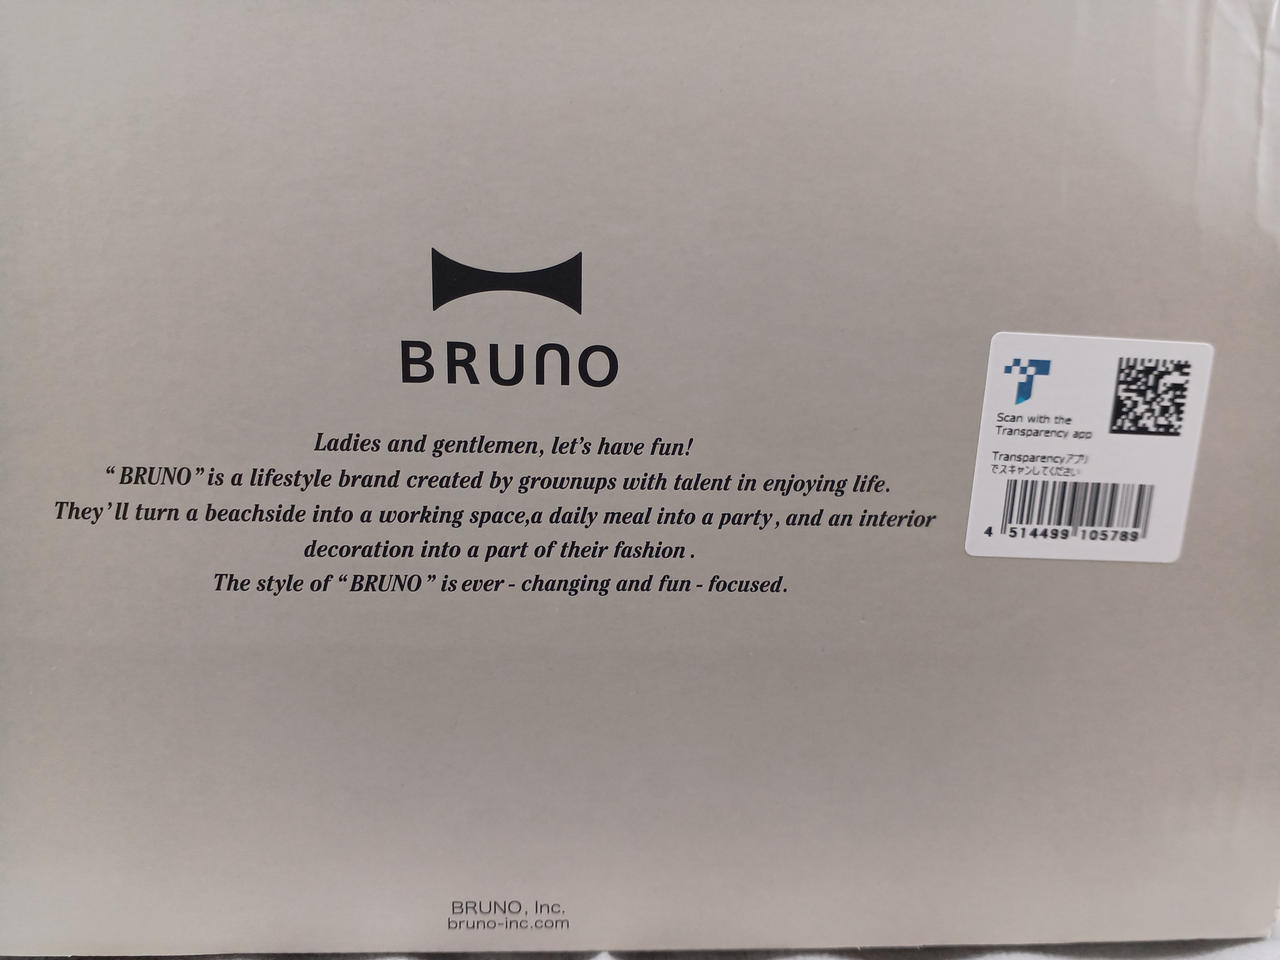 BRUNO
Ladies and gentlemen, let's have fun!
“BRUNO” is a lifestyle brand created by grownups with talent in enjoying life.
They'll turn a beachside into a working space,a daily meal into a party, and an interior
decoration into a part of their fashion.
The style of “BRUNO” is ever-changing and fun-focused.
Scan with the
Transparency app
Transparencyアプリ
でスキャンしてください
4 514499 105789
BRUNO, Inc.
bruno-inc.com